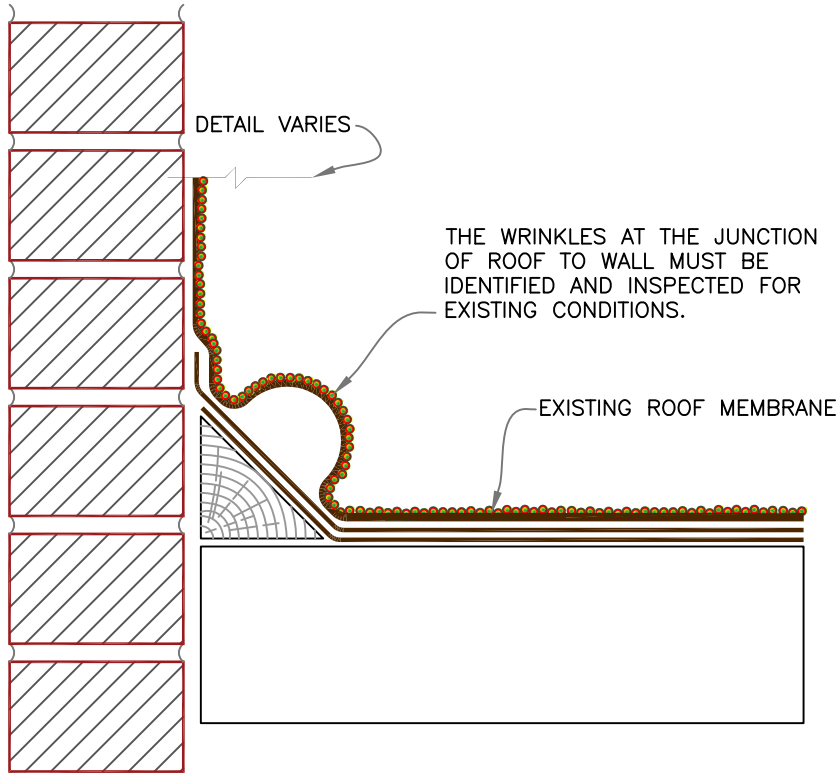 DETAIL VARIES
THE WRINKLES AT THE JUNCTION
OF ROOF TO WALL MUST BE
IDENTIFIED AND INSPECTED FOR
EXISTING CONDITIONS.
EXISTING ROOF MEMBRANE